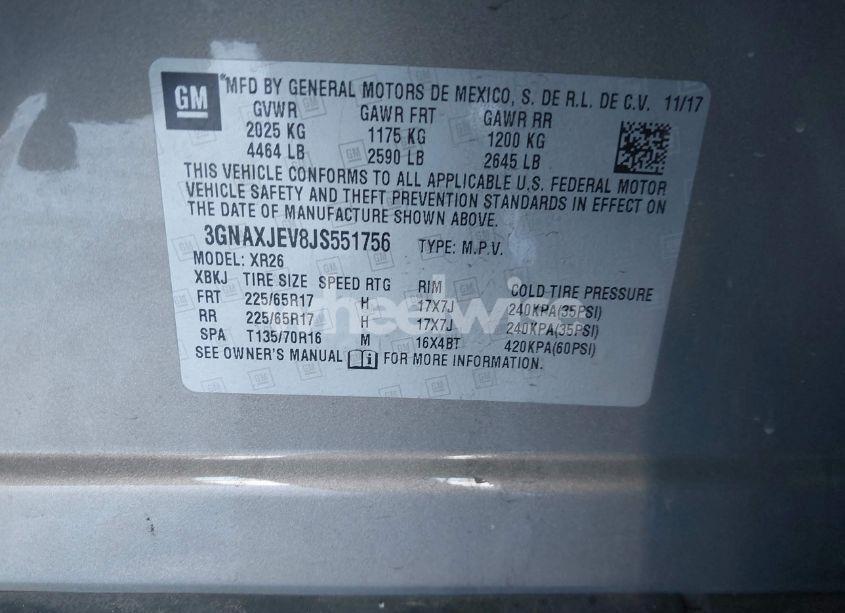 GM
MFD BY GENERAL MOTORS DE MEXICO, S. DE R.L. DE C.V. 11/17
GVWR GAWR FRT GAWR RR
2025 KG 1175 KG 1200 KG
4464 LB 2590 LB 2645 LB
THIS VEHICLE CONFORMS TO ALL APPLICABLE U.S. FEDERAL MOTOR
VEHICLE SAFETY AND THEFT PREVENTION STANDARDS IN EFFECT ON
THE DATE OF MANUFACTURE SHOWN ABOVE.
3GNAXJEV8JS551756 TYPE: M.P.V.
MODEL: XR26
XBKJ TIRE SIZE SPEED RTG RIM COLD TIRE PRESSURE
FRT 225/65R17 H 17X7J 240KPA(35PSI)
RR 225/65R17 H 17X7J 240KPA(35PSI)
SPA T135/70R16 M 16X4BT 420KPA(60PSI)
SEE OWNER'S MANUAL FOR MORE INFORMATION.